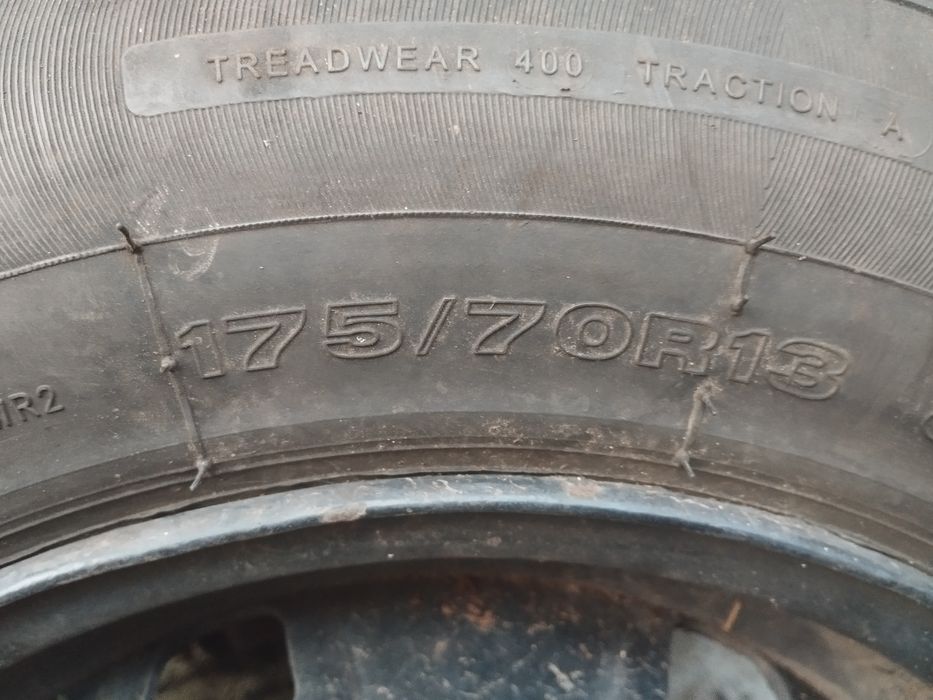 TREADWEAR 400 TRACTION A
175/70R13